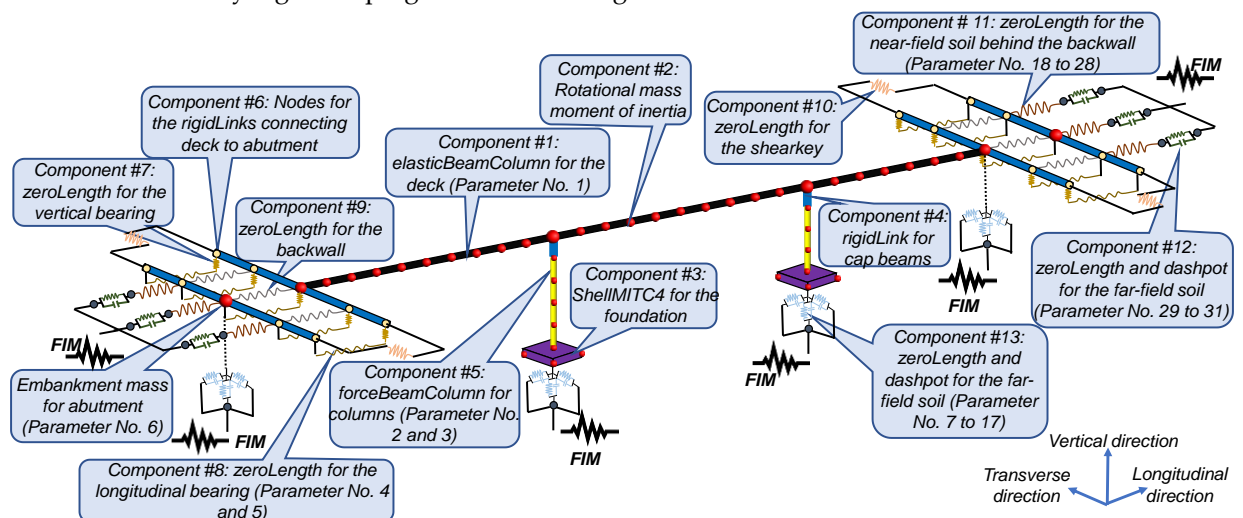 Component # 11: zeroLength for the
near-field soil behind the backwall
(Parameter No. 18 to 28)
FIM
Component #2:
Rotational mass
moment of inertia
Component #6: Nodes for
the rigidLinks connecting
deck to abutment
Component #10:
zeroLength for
the shearkey
Component #1:
elasticBeamColumn for the
deck (Parameter No. 1)
Component #7:
zeroLength for the
vertical bearing
Component #9:
zeroLength for the
backwall
Component #4:
rigidLink for
cap beams
Component #12:
zeroLength and dashpot
for the far-field soil
(Parameter No. 29 to 31)
Component #3:
ShellMITC4 for the
foundation
FIM
FIM
FIM
Component #13:
zeroLength and
dashpot for the far-
field soil (Parameter
No. 7 to 17)
Component #5:
forceBeamColumn for
columns (Parameter No.
2 and 3)
Embankment mass
for abutment
(Parameter No. 6)
FIM
FIM
Component #8: zeroLength for the
longitudinal bearing (Parameter No. 4
and 5)
Vertical direction
Transverse
direction
Longitudinal
direction